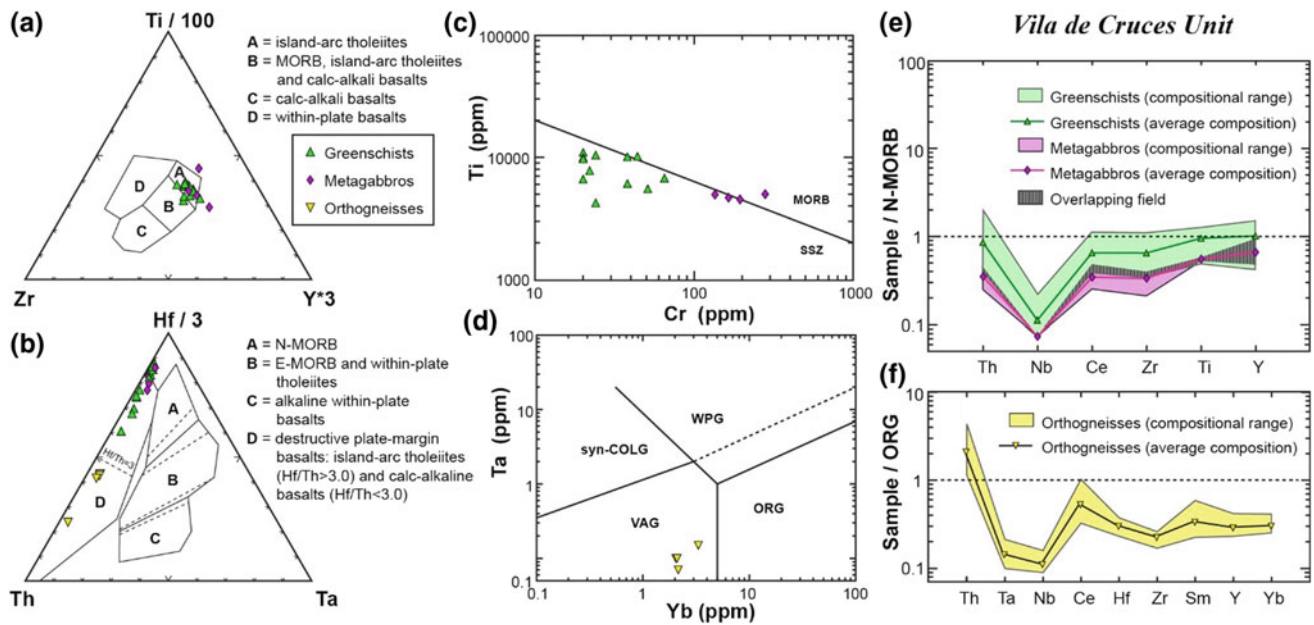 (a)
Ti / 100
A = island-arc tholeiites
B = MORB, island-arc tholeiites
and calc-alkali basalts
C = calc-alkali basalts
D = within-plate basalts
Greenschists
Metagabbros
Orthogneisses
A
D
B
C
Zr
Y*3
(b)
Hf / 3
A = N-MORB
B = E-MORB and within-plate
tholeiites
C = alkaline within-plate
basalts
D = destructive plate-margin
basalts: island-arc tholeiites
(Hf/Th>3.0) and calc-alkaline
basalts (Hf/Th<3.0)
A
Hf/Th=3
B
D
C
Th
Ta
(c)
100000
10000
1000
Ti (ppm)
MORB
SSZ
10
100
1000
Cr (ppm)
(d)
100
10
1
0.1
Ta (ppm)
WPG
syn-COLG
VAG
ORG
0.1
1
10
100
Yb (ppm)
(e)
Vila de Cruces Unit
100
10
1
0.1
Sample / N-MORB
Greenschists (compositional range)
Greenschists (average composition)
Metagabbros (compositional range)
Metagabbros (average composition)
Overlapping field
Th Nb Ce Zr Ti Y
(f)
10
1
0.1
Sample / ORG
Orthogneisses (compositional range)
Orthogneisses (average composition)
Th Ta Nb Ce Hf Zr Sm Y Yb